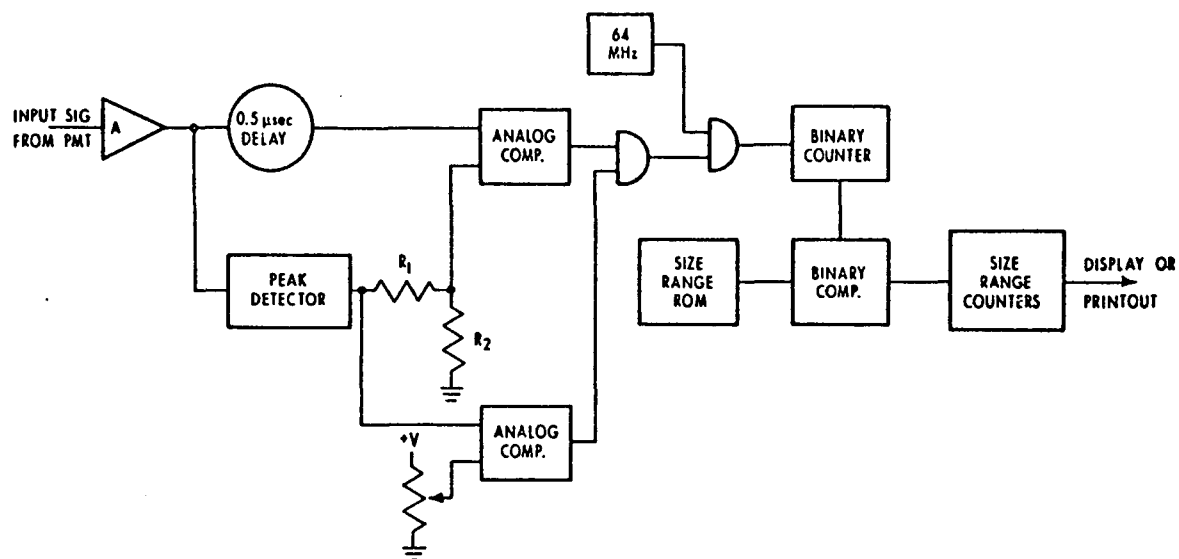 64
MHz
INPUT SIG
FROM PMT
A
0.5 μsec
DELAY
ANALOG
COMP.
BINARY
COUNTER
PEAK
DETECTOR
R1
R2
SIZE
RANGE
ROM
BINARY
COMP.
SIZE
RANGE
COUNTERS
DISPLAY OR
PRINTOUT
+V
ANALOG
COMP.